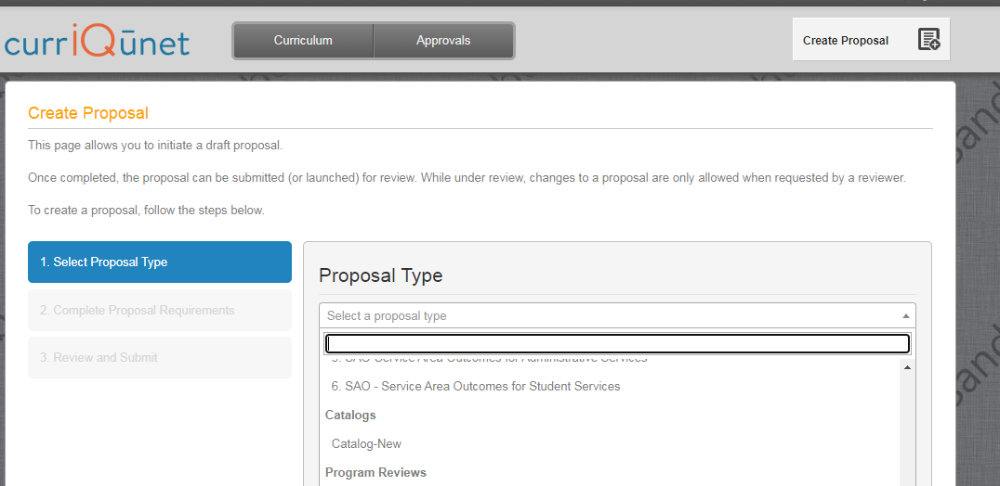 currIQūnet
Curriculum
Approvals
Create Proposal
Create Proposal
This page allows you to initiate a draft proposal.
Once completed, the proposal can be submitted (or launched) for review. While under review, changes to a proposal are only allowed when requested by a reviewer.
To create a proposal, follow the steps below.
1. Select Proposal Type
2. Complete Proposal Requirements
3. Review and Submit
Proposal Type
Select a proposal type
5. SAO-Service Area Outcomes for Administrative Services
6. SAO - Service Area Outcomes for Student Services
Catalogs
Catalog-New
Program Reviews